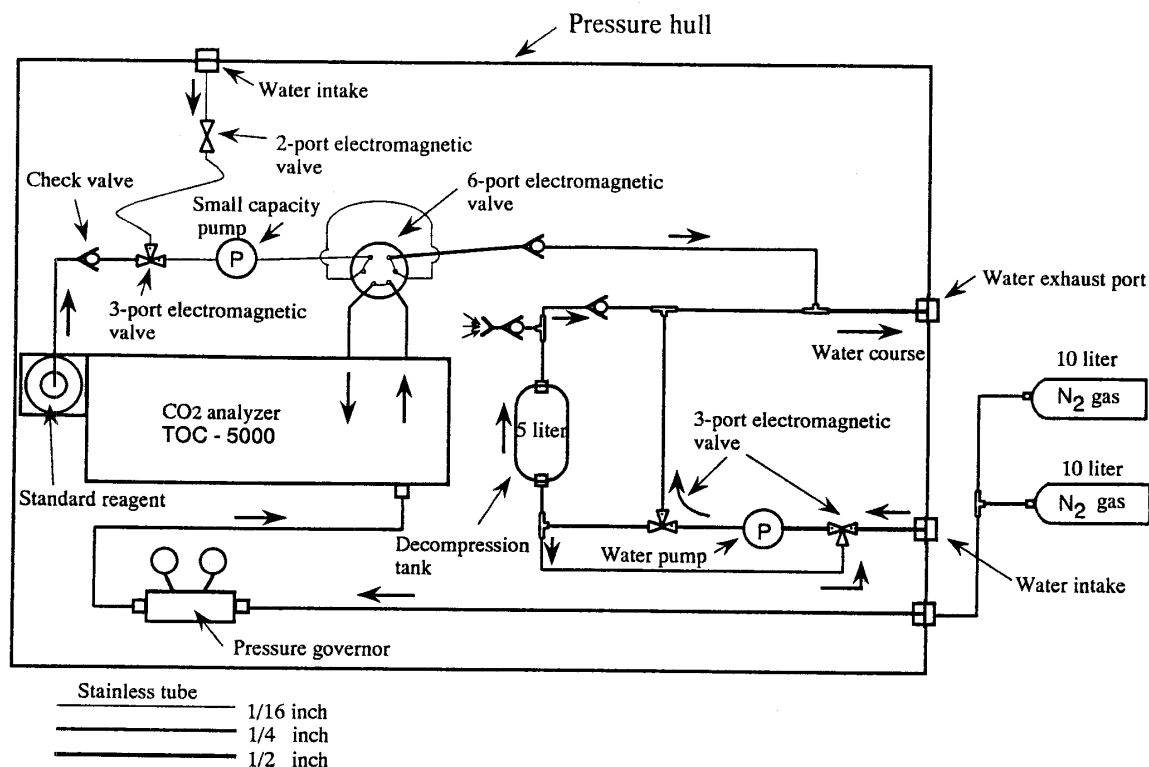 Pressure hull
Water intake
2-port electromagnetic
valve
Check valve
6-port electromagnetic
valve
Small capacity
pump
P
3-port electromagnetic
valve
Water exhaust port
Water course
10 liter
N2 gas
CO2 analyzer
TOC - 5000
5 liter
3-port electromagnetic
valve
10 liter
N2 gas
Standard reagent
Decompression
tank
Water pump
P
Water intake
Pressure governor
Stainless tube
1/16 inch
1/4 inch
1/2 inch